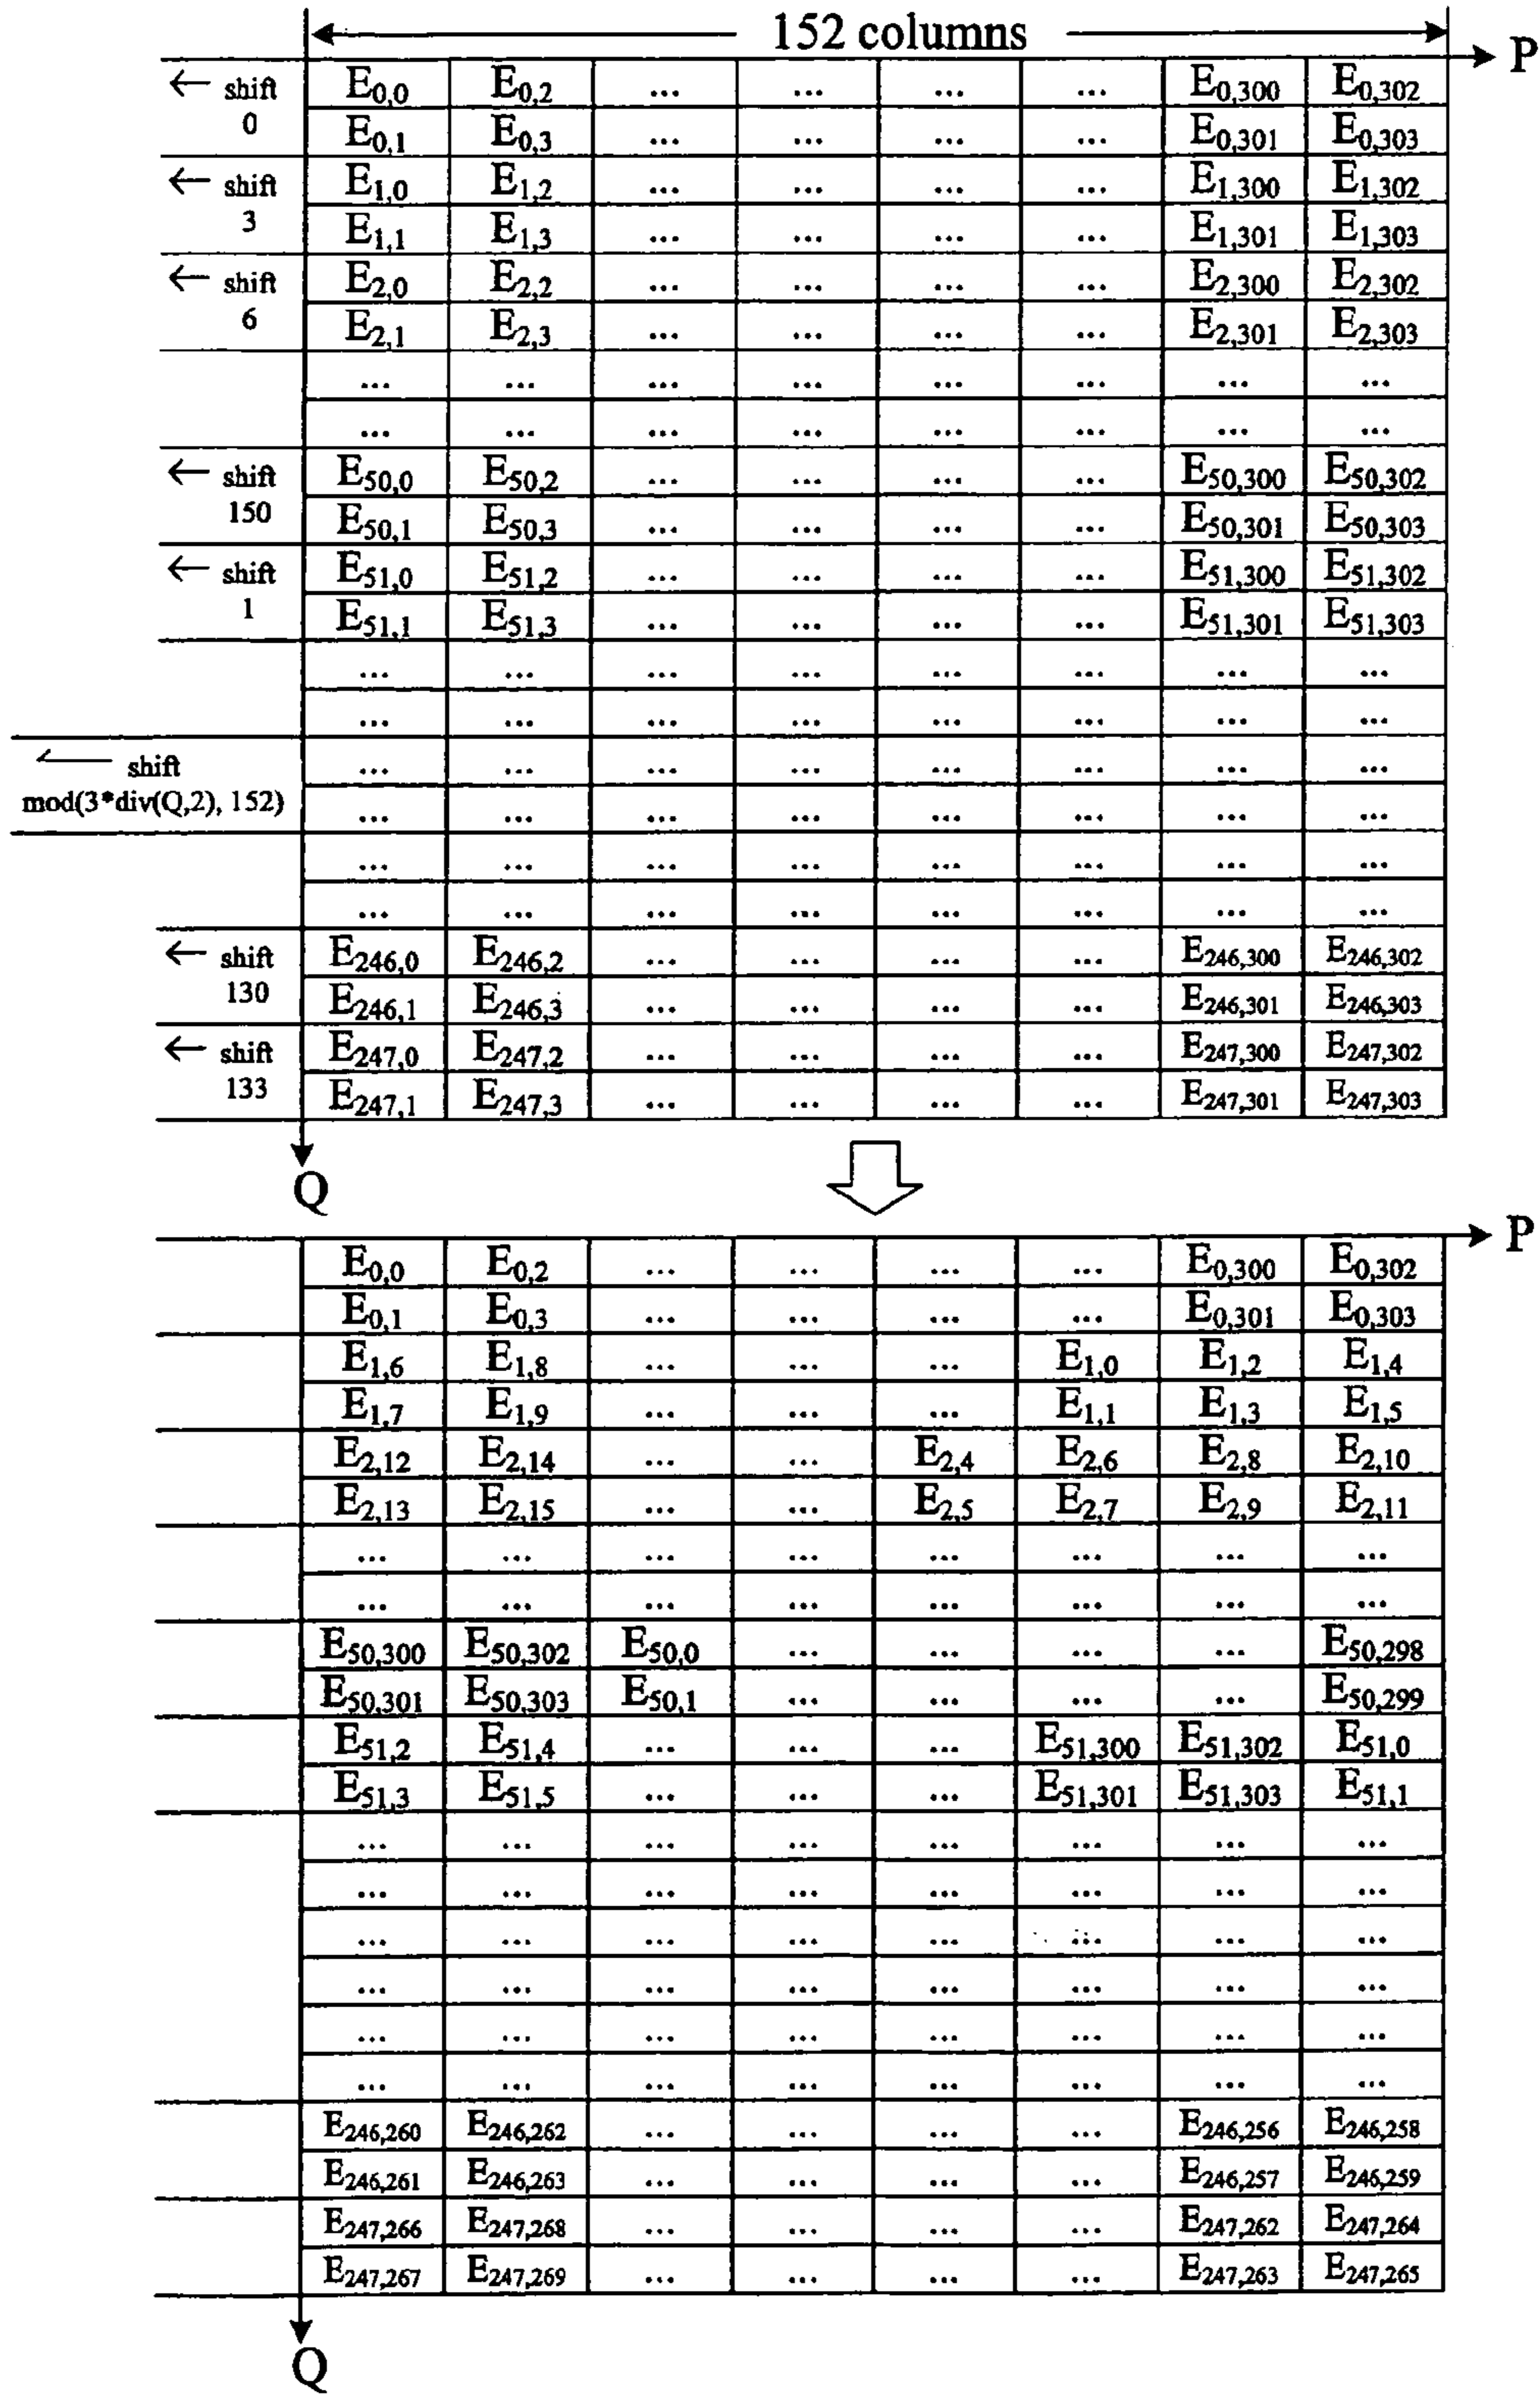 152 columns
P
← shift E0,0 E0,2 ... ... ... ... E0,300 E0,302
0 E0,1 E0,3 ... ... ... ... E0,301 E0,303
← shift E1,0 E1,2 ... ... ... ... E1,300 E1,302
3 E1,1 E1,3 ... ... ... ... E1,301 E1,303
← shift E2,0 E2,2 ... ... ... ... E2,300 E2,302
6 E2,1 E2,3 ... ... ... ... E2,301 E2,303
... ... ... ... ... ... ... ...
... ... ... ... ... ... ... ...
← shift E50,0 E50,2 ... ... ... ... E50,300 E50,302
150 E50,1 E50,3 ... ... ... ... E50,301 E50,303
← shift E51,0 E51,2 ... ... ... ... E51,300 E51,302
1 E51,1 E51,3 ... ... ... ... E51,301 E51,303
... ... ... ... ... ... ... ...
... ... ... ... ... ... ... ...
← shift ... ... ... ... ... ... ... ...
mod(3*div(Q,2), 152) ... ... ... ... ... ... ... ...
... ... ... ... ... ... ... ...
... ... ... ... ... ... ... ...
← shift E246,0 E246,2 ... ... ... ... E246,300 E246,302
130 E246,1 E246,3 ... ... ... ... E246,301 E246,303
← shift E247,0 E247,2 ... ... ... ... E247,300 E247,302
133 E247,1 E247,3 ... ... ... ... E247,301 E247,303
Q
P
E0,0 E0,2 ... ... ... ... E0,300 E0,302
E0,1 E0,3 ... ... ... ... E0,301 E0,303
E1,6 E1,8 ... ... ... E1,0 E1,2 E1,4
E1,7 E1,9 ... ... ... E1,1 E1,3 E1,5
E2,12 E2,14 ... ... E2,4 E2,6 E2,8 E2,10
E2,13 E2,15 ... ... E2,5 E2,7 E2,9 E2,11
... ... ... ... ... ... ... ...
... ... ... ... ... ... ... ...
E50,300 E50,302 E50,0 ... ... ... ... E50,298
E50,301 E50,303 E50,1 ... ... ... ... E50,299
E51,2 E51,4 ... ... ... E51,300 E51,302 E51,0
E51,3 E51,5 ... ... ... E51,301 E51,303 E51,1
... ... ... ... ... ... ... ...
... ... ... ... ... ... ... ...
... ... ... ... ... ... ... ...
... ... ... ... ... ... ... ...
... ... ... ... ... ... ... ...
... ... ... ... ... ... ... ...
E246,260 E246,262 ... ... ... ... E246,256 E246,258
E246,261 E246,263 ... ... ... ... E246,257 E246,259
E247,266 E247,268 ... ... ... ... E247,262 E247,264
E247,267 E247,269 ... ... ... ... E247,263 E247,265
Q